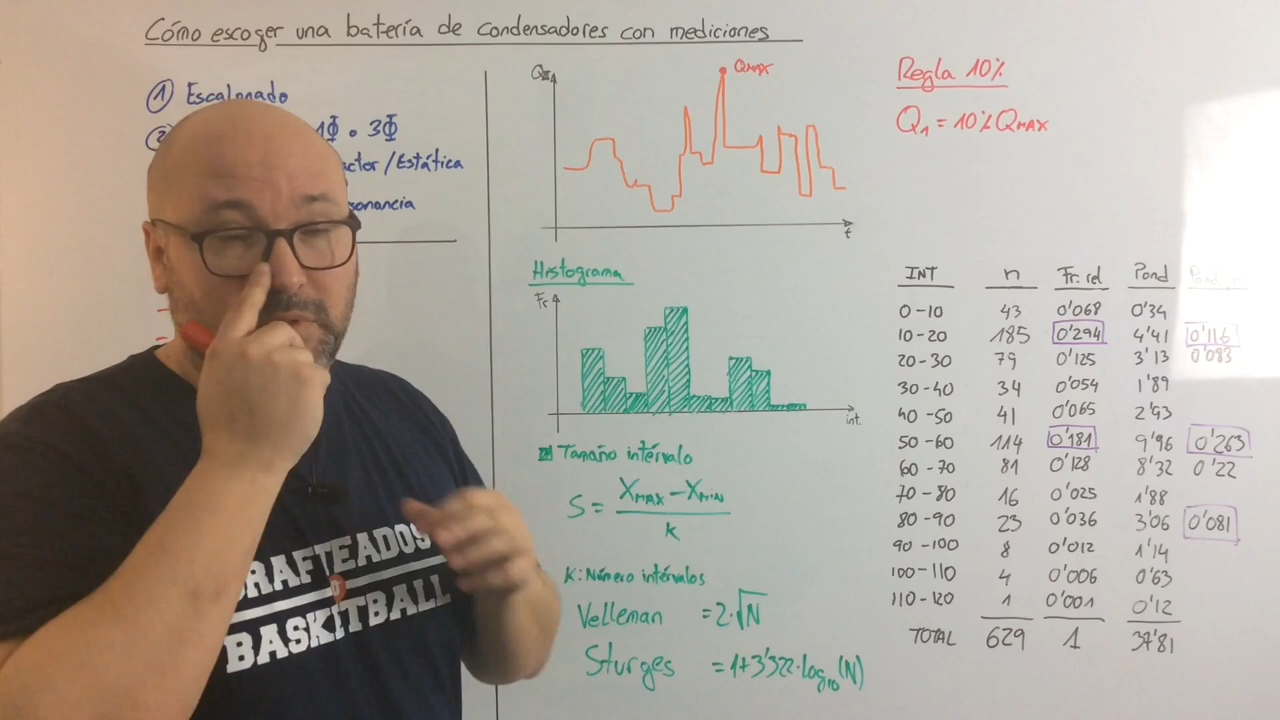 Cómo escoger una batería de condensadores con mediciones
① Escalonado
② 1Φ o 3Φ
ctor /Estática
sonancia
Q
QMAX
t
Histograma
Fr
int.
Tamaño intérvalo
S = XMAX - XMIN / K
K: Número intérvalos
Velleman = 2·√N
Sturges = 1+3'322·log10(N)
Regla 10%
Q1 = 10% QMAX
INT n Fr. rel Pond Pond.
0-10 43 0'068 0'34
10-20 185 0'294 4'41 0'116
20-30 79 0'125 3'13 0'083
30-40 34 0'054 1'89
40-50 41 0'065 2'93
50-60 114 0'181 9'96 0'263
60-70 81 0'128 8'32 0'22
70-80 16 0'025 1'88
80-90 23 0'036 3'06 0'081
90-100 8 0'012 1'14
100-110 4 0'006 0'63
110-120 1 0'001 0'12
TOTAL 629 1 37'81
RAFTEADOS
BASKITBALL